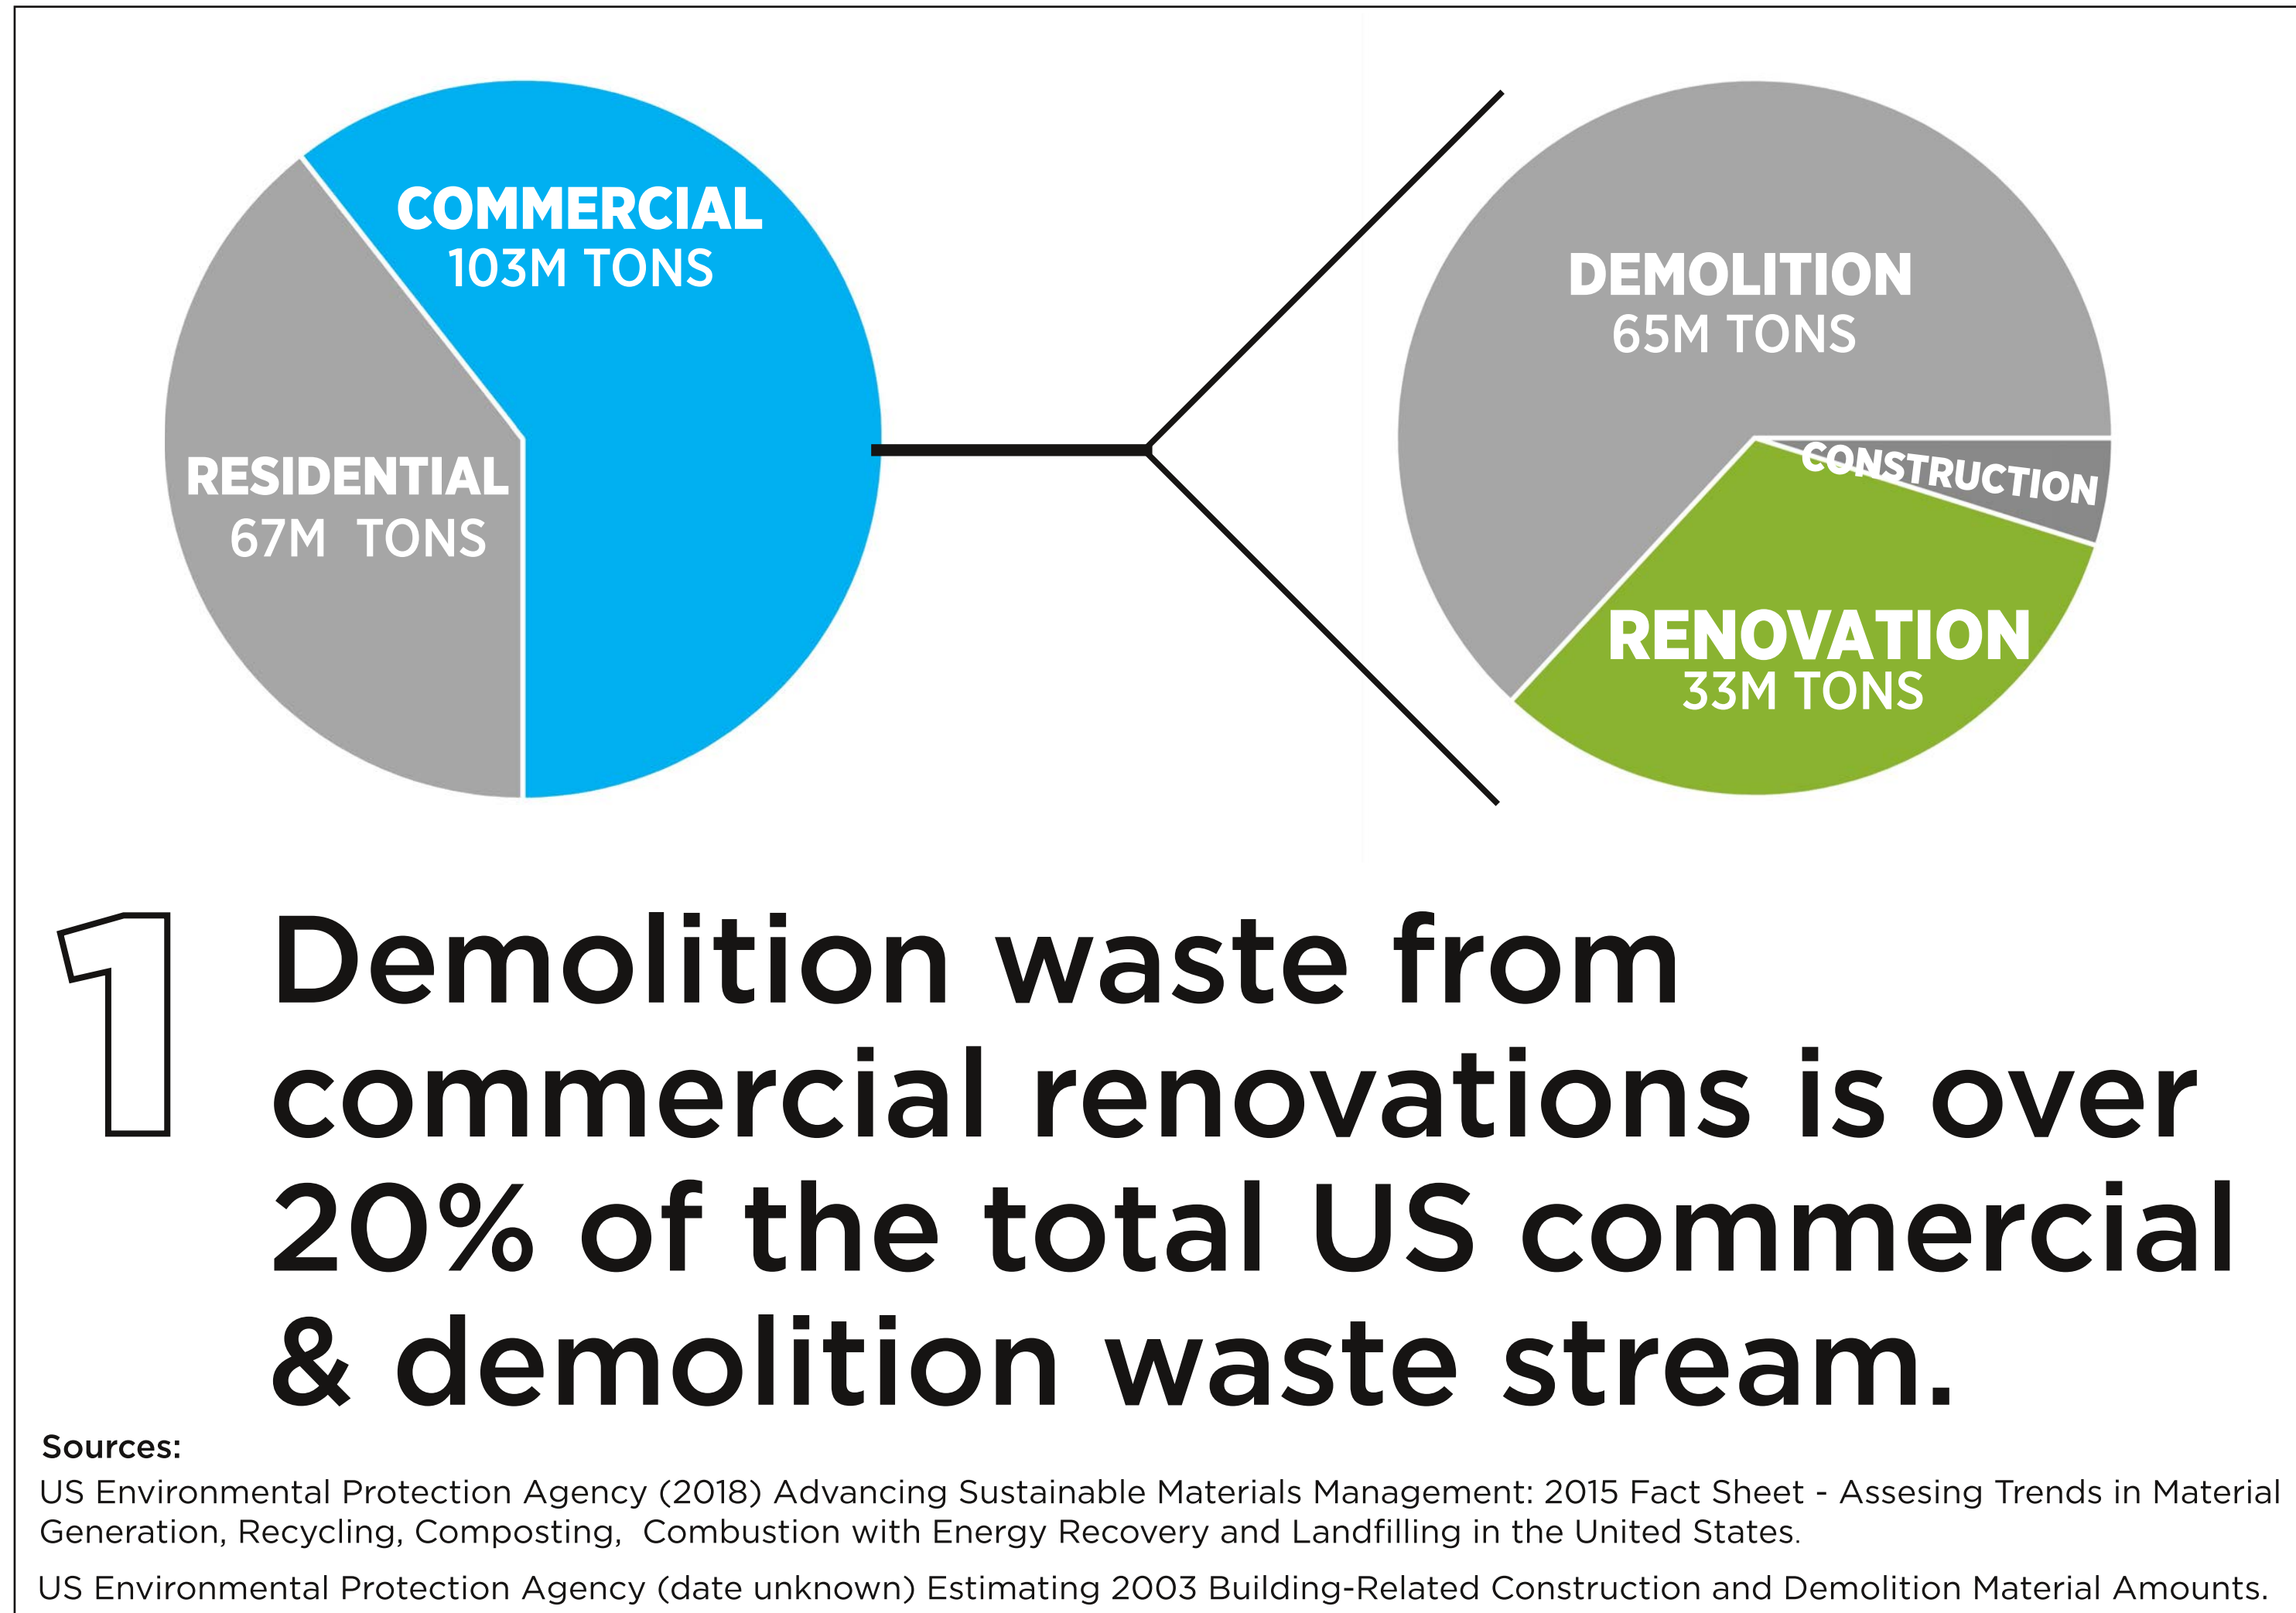 COMMERCIAL
103M TONS
RESIDENTIAL
67M TONS
DEMOLITION
65M TONS
CONSTRUCTION
RENOVATION
33M TONS
1
Demolition waste from
commercial renovations is over
20% of the total US commercial
& demolition waste stream.
Sources:
US Environmental Protection Agency (2018) Advancing Sustainable Materials Management: 2015 Fact Sheet - Assesing Trends in Material
Generation, Recycling, Composting, Combustion with Energy Recovery and Landfilling in the United States.
US Environmental Protection Agency (date unknown) Estimating 2003 Building-Related Construction and Demolition Material Amounts.